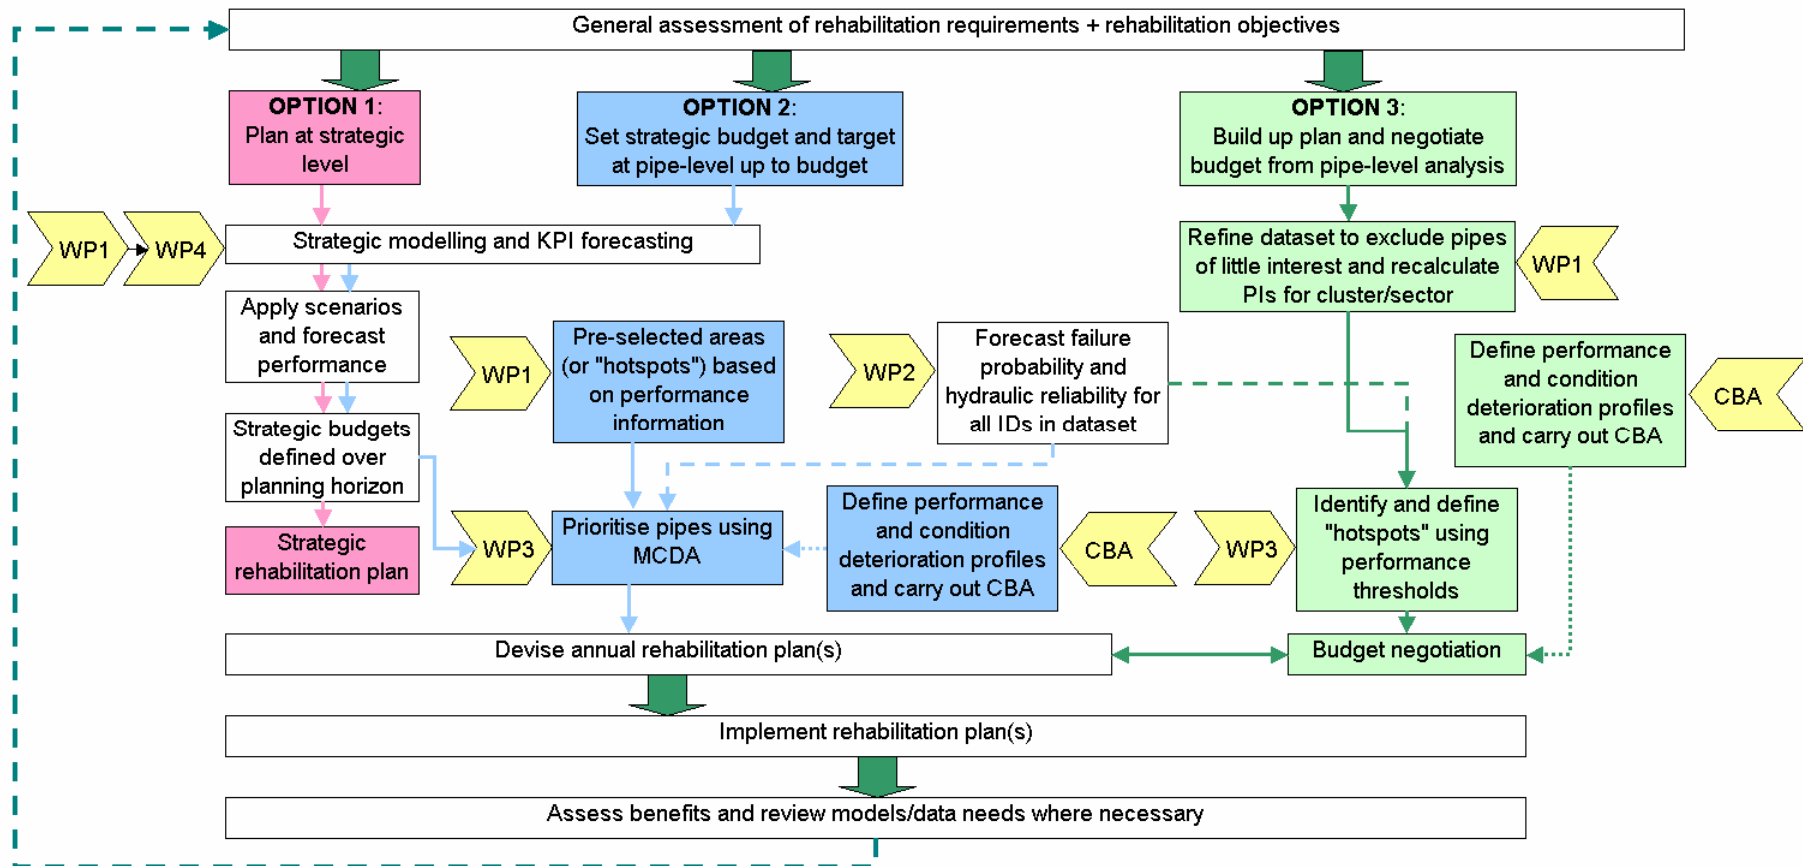 General assessment of rehabilitation requirements + rehabilitation objectives
OPTION 1:
Plan at strategic
level
OPTION 2:
Set strategic budget and target
at pipe-level up to budget
OPTION 3:
Build up plan and negotiate
budget from pipe-level analysis
WP1
WP4
Strategic modelling and KPI forecasting
Refine dataset to exclude pipes
of little interest and recalculate
PIs for cluster/sector
WP1
Apply scenarios
and forecast
performance
WP1
Pre-selected areas
(or "hotspots") based
on performance
information
WP2
Forecast failure
probability and
hydraulic reliability for
all IDs in dataset
Define performance
and condition
deterioration profiles
and carry out CBA
CBA
Strategic budgets
defined over
planning horizon
Strategic
rehabilitation plan
WP3
Prioritise pipes using
MCDA
Define performance
and condition
deterioration profiles
and carry out CBA
CBA
WP3
Identify and define
"hotspots" using
performance
thresholds
Devise annual rehabilitation plan(s)
Budget negotiation
Implement rehabilitation plan(s)
Assess benefits and review models/data needs where necessary